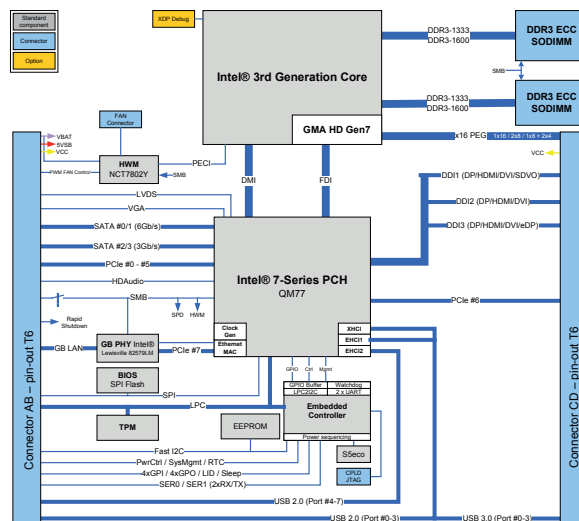 Standard
component
Connector
Option
XDP Debug
Intel® 3rd Generation Core
GMA HD Gen7
DDR3-1333
DDR3-1600
DDR3 ECC
SODIMM
SMB
DDR3-1333
DDR3-1600
DDR3 ECC
SODIMM
x16 PEG
1x16 / 2x8 / 1x8 + 2x4
FAN
Connector
VBAT
5VSB
VCC
HWM
NCT7802Y
PECI
PWM FAN Control
SMB
VCC
DMI
FDI
LVDS
VGA
SATA #0/1 (6Gb/s)
SATA #2/3 (3Gb/s)
PCIe #0 - #5
HDAudio
SMB
SPD
HWM
Rapid
Shutdown
DDI1 (DP/HDMI/DVI/SDVO)
DDI2 (DP/HDMI/DVI)
DDI3 (DP/HDMI/DVI/eDP)
Intel® 7-Series PCH
QM77
PCIe #6
Clock
Gen
Ethernet
MAC
XHCI
EHCI1
EHCI2
GB LAN
GB PHY Intel®
Lewisville 82579LM
PCIe #7
BIOS
SPI Flash
SPI
LPC
TPM
GPIO
Ctrl
Mgmt
GPIO Buffer
Watchdog
LPC2I2C
2 x UART
Embedded
Controller
Power sequencing
EEPROM
S5eco
CPLD
JTAG
Fast I2C
PwrCtrl / SysMgmt / RTC
4xGPI / 4xGPO / LID / Sleep
SER0 / SER1 (2xRX/TX)
USB 2.0 (Port #4-7)
USB 2.0 (Port #0-3)
USB 3.0 (Port #0-3)
Connector AB – pin-out T6
Connector CD – pin-out T6